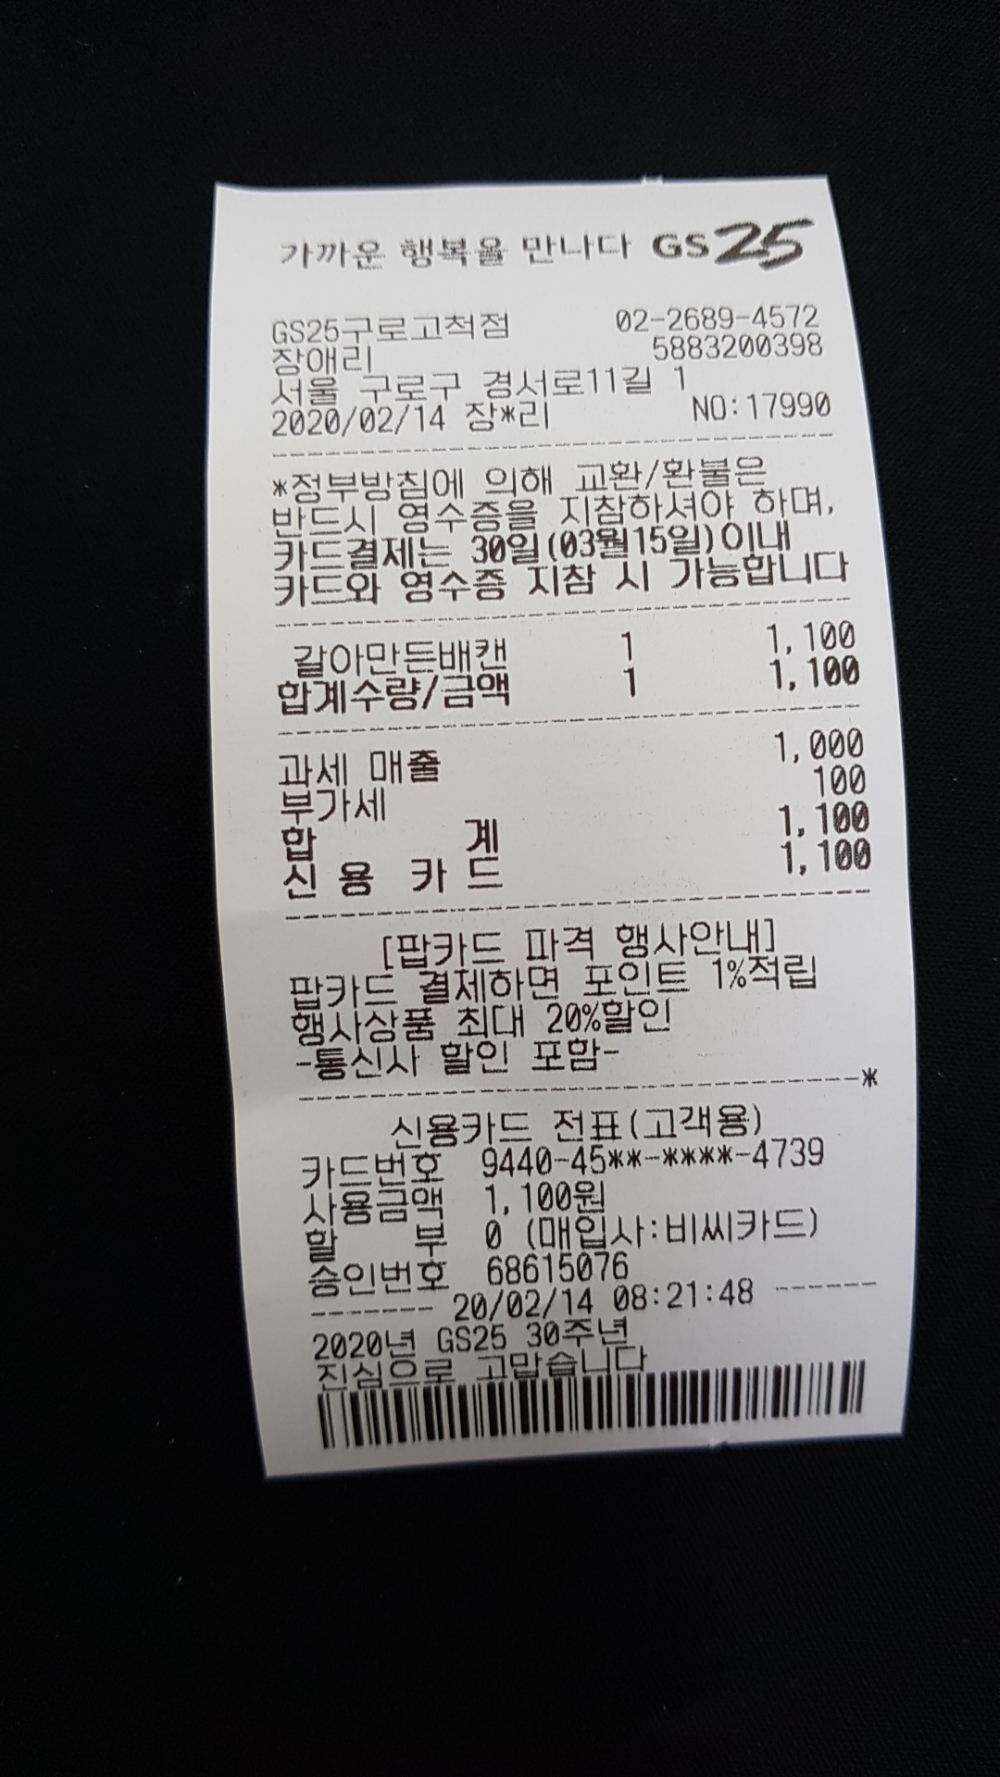 가까운 행복을 만나다 GS25
GS25구로고척점 02-2689-4572
장애리 5883200398
서울 구로구 경서로11길 1
2020/02/14 장*리 NO:17990
*정부방침에 의해 교환/환불은
반드시 영수증을 지참하셔야 하며,
카드결제는 30일(03월15일)이내
카드와 영수증 지참 시 가능합니다
갈아만든배캔 1 1,100
합계수량/금액 1 1,100
과세 매출 1,000
부가세 100
합 계 1,100
신 용 카 드 1,100
[팝카드 파격 행사안내]
팝카드 결제하면 포인트 1%적립
행사상품 최대 20%할인
-통신사 할인 포함-
*
신용카드 전표(고객용)
카드번호 9440-45**-****-4739
사용금액 1,100원
할 부 0 (매입사:비씨카드)
승인번호 68615076
------- 20/02/14 08:21:48 -------
2020년 GS25 30주년
진심으로 고맙습니다